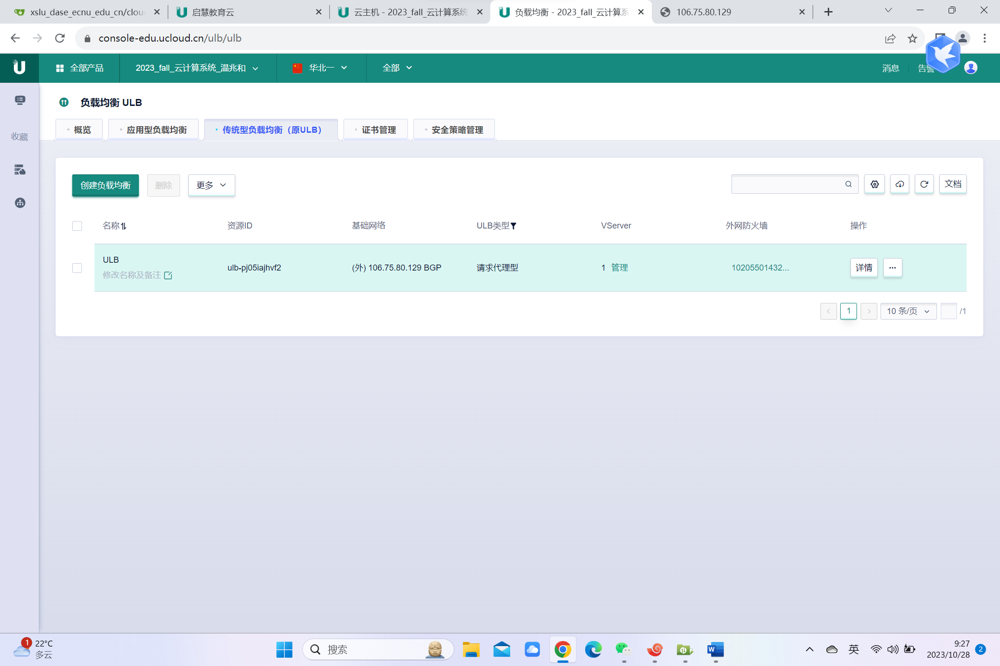 xslu_dase_ecnu_edu_cn/clou
启慧教育云
云主机 - 2023_fall_云计算系统
负载均衡 - 2023_fall_云计算系
106.75.80.129
console-edu.ucloud.cn/ulb/ulb
全部产品
2023_fall_云计算系统_温兆和
华北一
全部
消息
告警
收藏
负载均衡 ULB
概览
应用型负载均衡
传统型负载均衡（原ULB）
证书管理
安全策略管理
创建负载均衡
删除
更多
文档
名称
资源ID
基础网络
ULB类型
VServer
外网防火墙
操作
ULB
修改名称及备注
ulb-pj05iajhvf2
(外) 106.75.80.129 BGP
请求代理型
1 管理
10205501432...
详情
...
1
10 条/页
/1
1
22°C
多云
搜索
英
9:27
2023/10/28
2